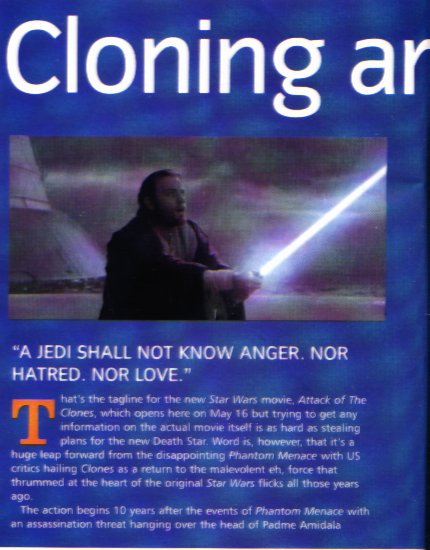 Cloning ar
"A JEDI SHALL NOT KNOW ANGER. NOR
HATRED. NOR LOVE."
That's the tagline for the new Star Wars movie, Attack of The
Clones, which opens here on May 16 but trying to get any
information on the actual movie itself is as hard as stealing
plans for the new Death Star. Word is, however, that it's a
huge leap forward from the disappointing Phantom Menace with US
critics hailing Clones as a return to the malevolent eh, force that
thrummed at the heart of the original Star Wars flicks all those years
ago.
The action begins 10 years after the events of Phantom Menace with
an assassination threat hanging over the head of Padme Amidala